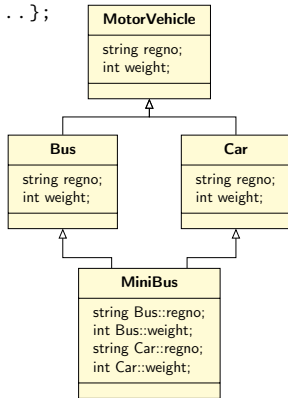 ..};
MotorVehicle
string regno;
int weight;
Bus
string regno;
int weight;
Car
string regno;
int weight;
MiniBus
string Bus::regno;
int Bus::weight;
string Car::regno;
int Car::weight;